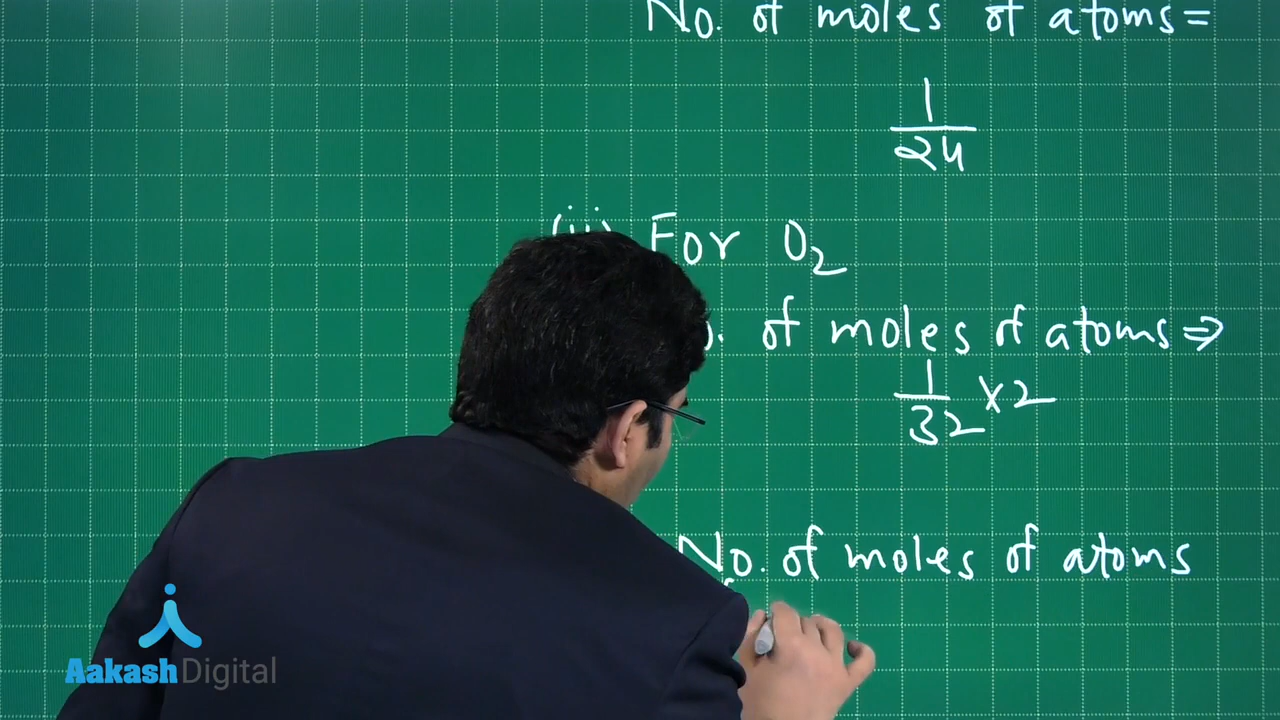 No. of moles of atoms =
1
24
(ii) For O2
of moles of atoms ⇒
1
32 × 2
No. of moles of atoms
Aakash Digital